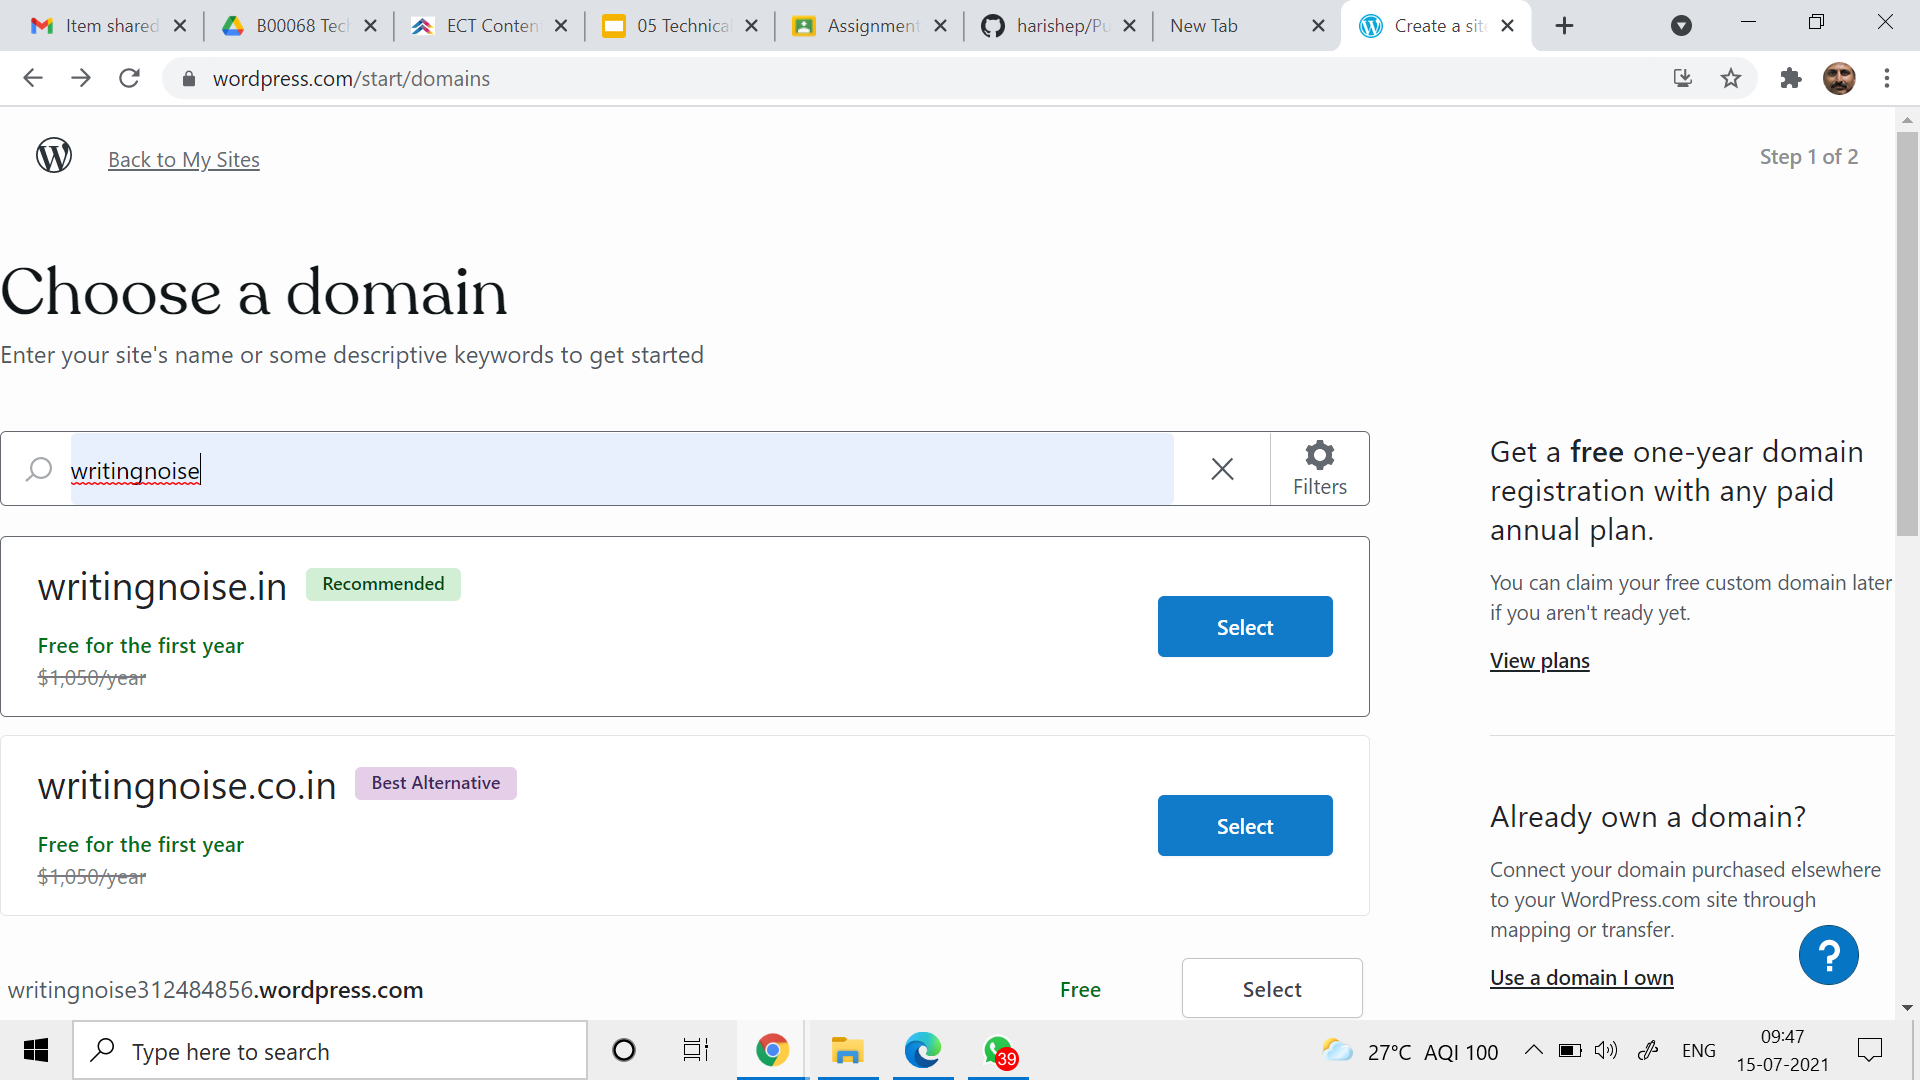 Item shared
B00068 Tech
ECT Conten
05 Technical
Assignment
harishep/Pu
New Tab
Create a site
wordpress.com/start/domains
Back to My Sites
Step 1 of 2
Choose a domain
Enter your site's name or some descriptive keywords to get started
writingnoise
Filters
writingnoise.in Recommended
Free for the first year
$1,050/year
Select
writingnoise.co.in Best Alternative
Free for the first year
$1,050/year
Select
writingnoise312484856.wordpress.com Free Select
Get a free one-year domain
registration with any paid
annual plan.
You can claim your free custom domain later
if you aren't ready yet.
View plans
Already own a domain?
Connect your domain purchased elsewhere
to your WordPress.com site through
mapping or transfer.
Use a domain I own
?
Type here to search
39
27°C AQI 100
ENG
09:47
15-07-2021